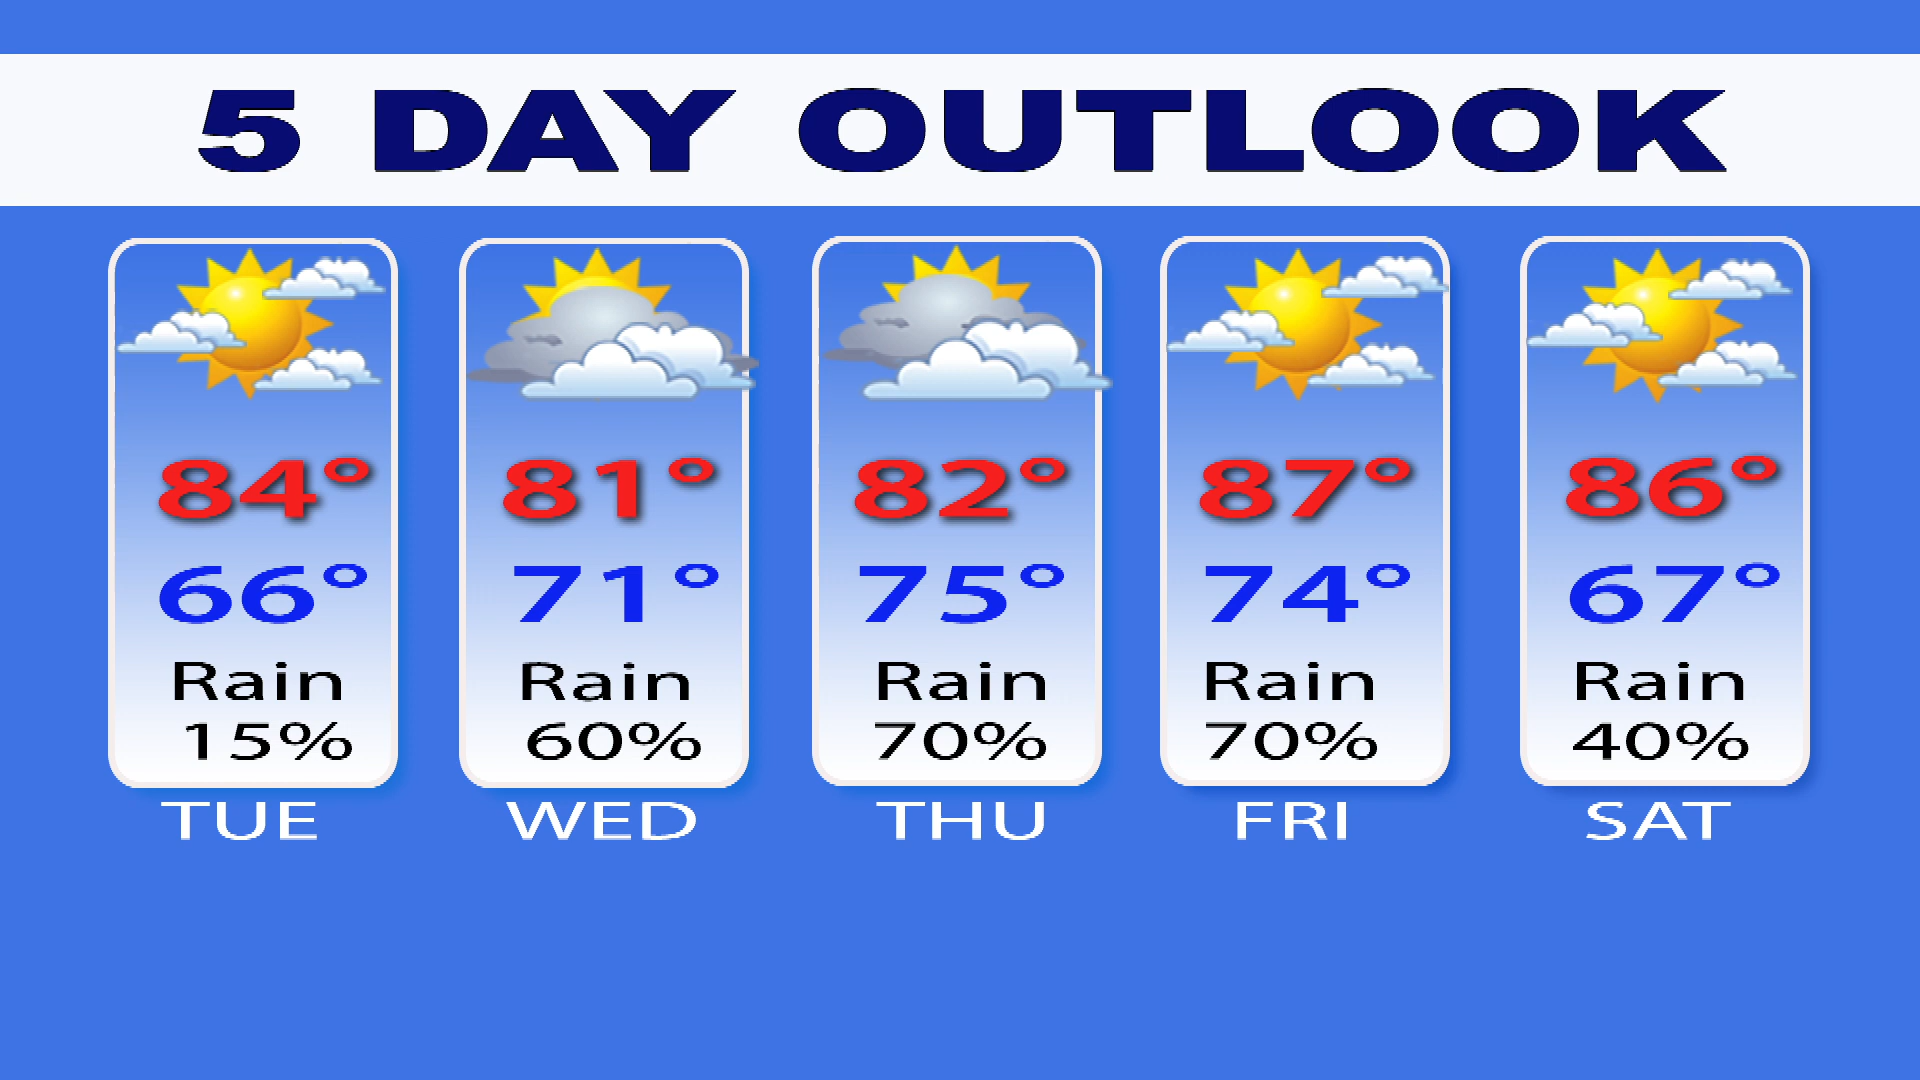 5 DAY OUTLOOK
84°
66°
Rain
15%
TUE
81°
71°
Rain
60%
WED
82°
75°
Rain
70%
THU
87°
74°
Rain
70%
FRI
86°
67°
Rain
40%
SAT